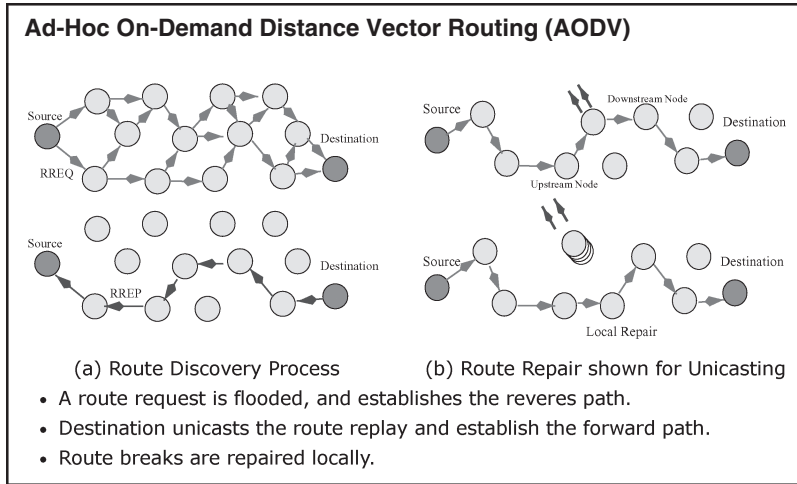 Ad-Hoc On-Demand Distance Vector Routing (AODV)
Source
RREQ
Destination
Source
RREP
Destination
(a) Route Discovery Process
Source
Downstream Node
Destination
Upstream Node
Source
Destination
Local Repair
(b) Route Repair shown for Unicasting
• A route request is flooded, and establishes the reveres path.
• Destination unicasts the route replay and establish the forward path.
• Route breaks are repaired locally.